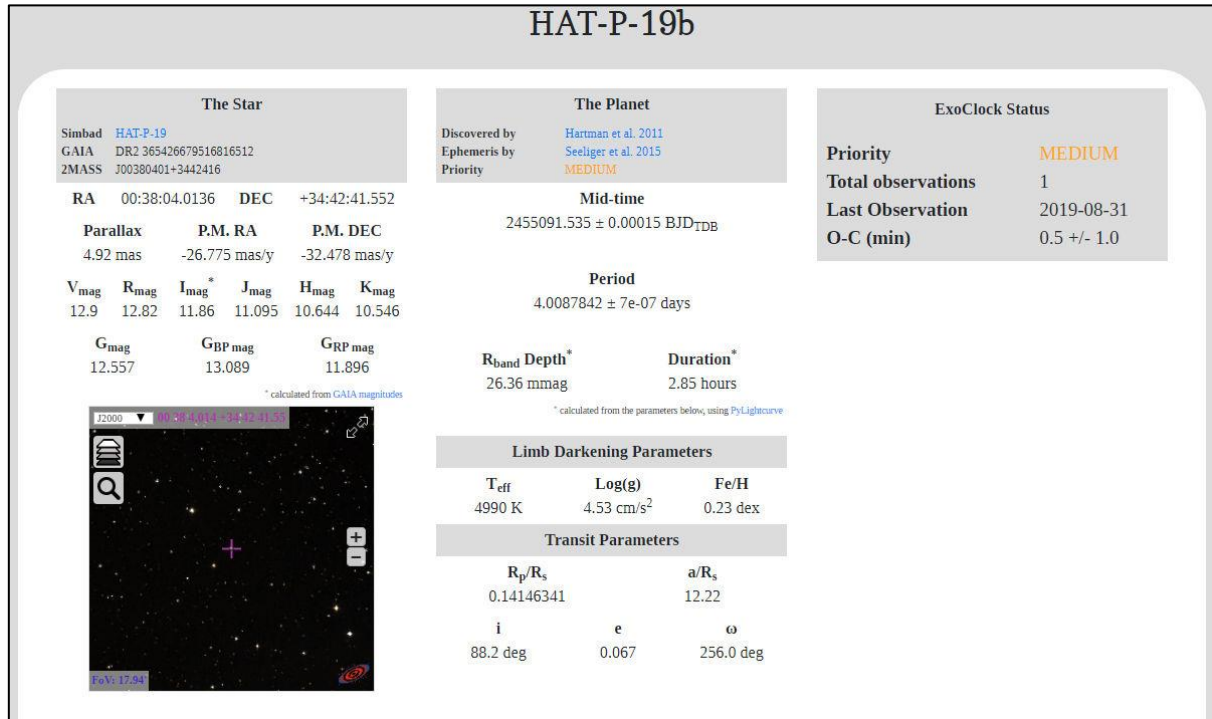 HAT-P-19b
The Star
Simbad HAT-P-19
GAIA DR2 365426679516816512
2MASS J00380401+3442416
RA 00:38:04.0136 DEC +34:42:41.552
Parallax P.M. RA P.M. DEC
4.92 mas -26.775 mas/y -32.478 mas/y
Vmag Rmag Imag* Jmag Hmag Kmag
12.9 12.82 11.86 11.095 10.644 10.546
Gmag GBP mag GRP mag
12.557 13.089 11.896
* calculated from GAIA magnitudes
J2000 00 38 4.014 +34 42 41.55
FoV: 17.94'
The Planet
Discovered by Hartman et al. 2011
Ephemeris by Seeliger et al. 2015
Priority MEDIUM
Mid-time
2455091.535 ± 0.00015 BJDTDB
Period
4.0087842 ± 7e-07 days
Rband Depth* Duration*
26.36 mmag 2.85 hours
* calculated from the parameters below, using PyLightcurve
Limb Darkening Parameters
Teff Log(g) Fe/H
4990 K 4.53 cm/s² 0.23 dex
Transit Parameters
Rp/Rs a/Rs
0.14146341 12.22
i e ω
88.2 deg 0.067 256.0 deg
ExoClock Status
Priority MEDIUM
Total observations 1
Last Observation 2019-08-31
O-C (min) 0.5 +/- 1.0